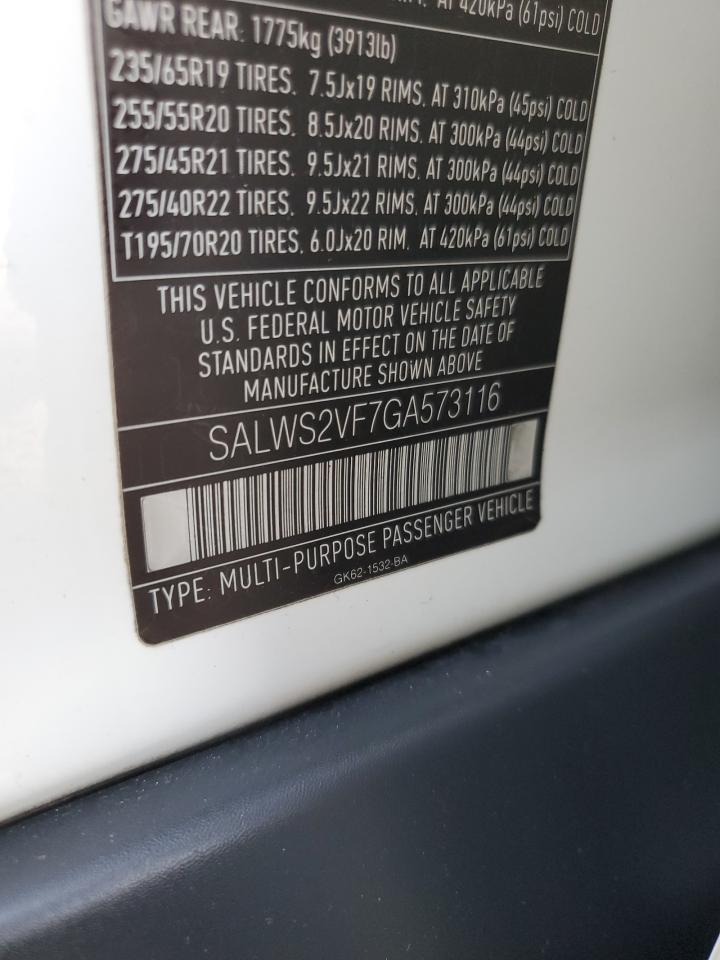 AT 420kPa (61psi) COLD
GAWR REAR: 1775kg (3913lb)
235/65R19 TIRES, 7.5Jx19 RIMS, AT 310kPa (45psi) COLD
255/55R20 TIRES, 8.5Jx20 RIMS, AT 300kPa (44psi) COLD
275/45R21 TIRES, 9.5Jx21 RIMS, AT 300kPa (44psi) COLD
275/40R22 TIRES, 9.5Jx22 RIMS, AT 300kPa (44psi) COLD
T195/70R20 TIRES, 6.0Jx20 RIM, AT 420kPa (61psi) COLD
THIS VEHICLE CONFORMS TO ALL APPLICABLE
U.S. FEDERAL MOTOR VEHICLE SAFETY
STANDARDS IN EFFECT ON THE DATE OF
MANUFACTURE SHOWN ABOVE
SALWS2VF7GA573116
TYPE: MULTI-PURPOSE PASSENGER VEHICLE
GK62-1532-BA